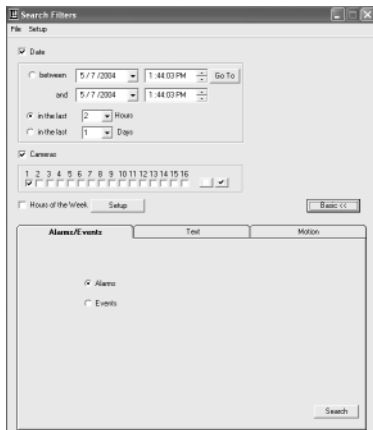 Search Filters
File Setup
Date
between 5/7/2004 1:44:03 PM Go To
and 5/7/2004 1:44:03 PM
in the last 2 Hours
in the last 1 Days
Cameras
1 2 3 4 5 6 7 8 9 10 11 12 13 14 15 16
Hours of the Week Setup Basic <<
Alarms/Events Text Motion
Alarms
Events
Search